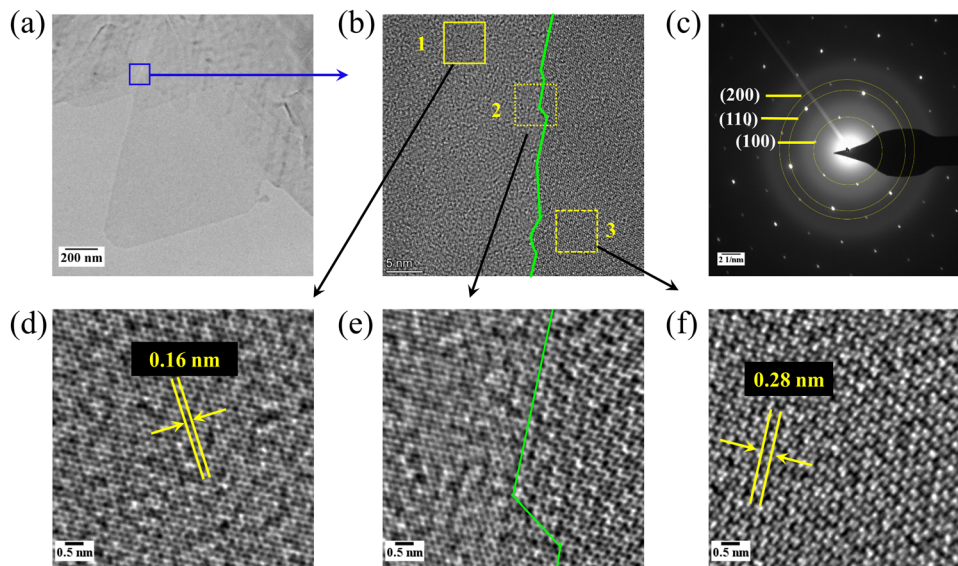 (a)
200 nm
(b)
1
2
3
5 nm
(c)
(200)
(110)
(100)
2 1/nm
(d)
0.16 nm
0.5 nm
(e)
0.5 nm
(f)
0.28 nm
0.5 nm